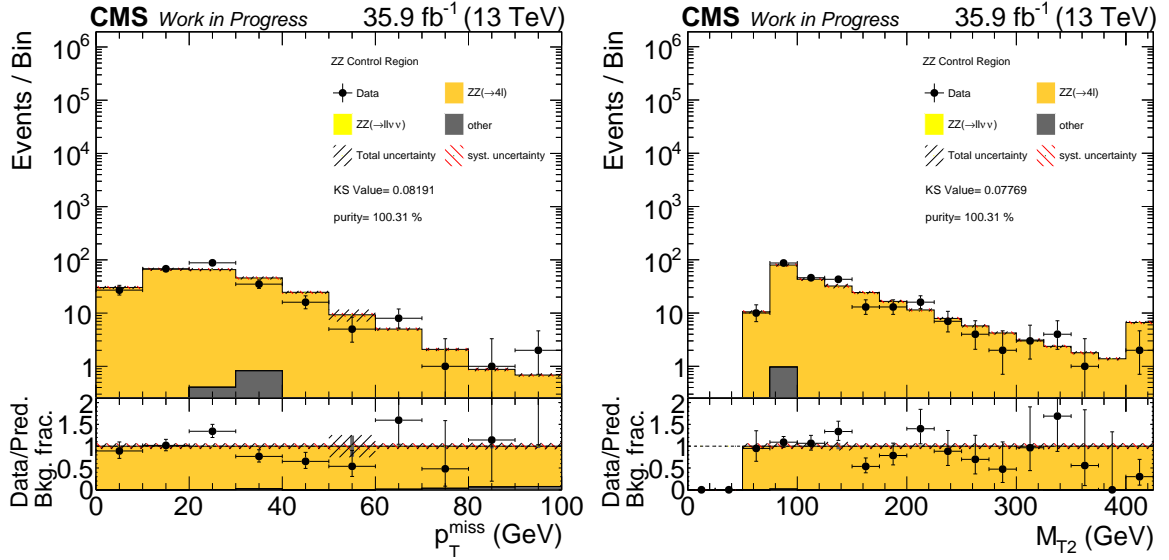 CMS Work in Progress 35.9 fb⁻¹ (13 TeV)
Events / Bin
10⁶
10⁵
10⁴
10³
10²
10
1
ZZ Control Region
Data
ZZ(→4l)
ZZ(→llνν)
other
Total uncertainty
syst. uncertainty
KS Value= 0.08191
purity= 100.31 %
Data/Pred.
Bkg. frac.
2
1.5
1
0.5
0
0 20 40 60 80 100
p_T^miss (GeV)
CMS Work in Progress 35.9 fb⁻¹ (13 TeV)
Events / Bin
10⁶
10⁵
10⁴
10³
10²
10
1
ZZ Control Region
Data
ZZ(→4l)
ZZ(→llνν)
other
Total uncertainty
syst. uncertainty
KS Value= 0.07769
purity= 100.31 %
Data/Pred.
Bkg. frac.
2
1.5
1
0.5
0
0 100 200 300 400
M_T2 (GeV)